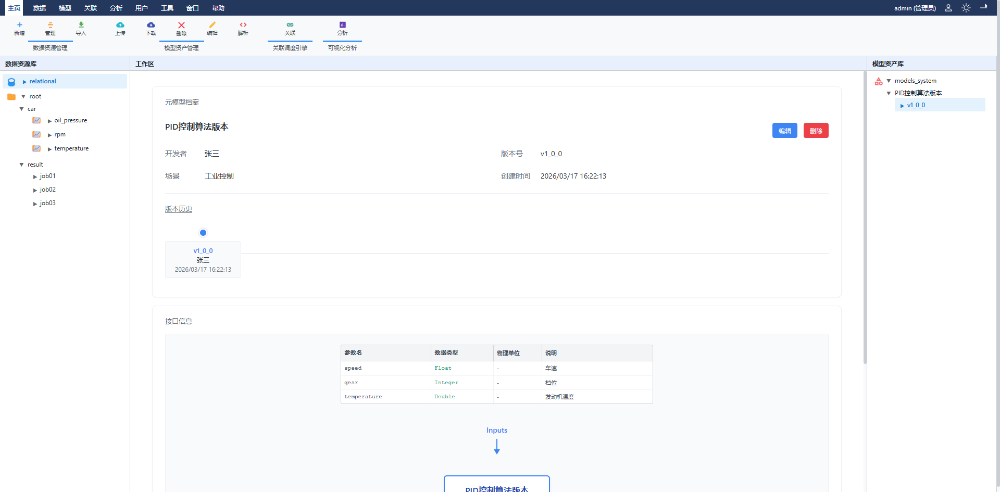 主页 数据 模型 关联 分析 用户 工具 窗口 帮助 admin (管理员)
新增 管理 导入 上传 下载 删除 编辑 解析 关联 分析
数据资源管理 模型资产管理 关联调度引擎 可视化分析
数据资源库
relational
root
car
oil_pressure
rpm
temperature
result
job01
job02
job03
工作区
元模型档案
PID控制算法版本
编辑 删除
开发者 张三 版本号 v1_0_0
场景 工业控制 创建时间 2026/03/17 16:22:13
版本历史
v1_0_0
张三
2026/03/17 16:22:13
接口信息
参数名 数据类型 物理单位 说明
speed Float - 车速
gear Integer - 档位
temperature Double - 发动机温度
Inputs
PID控制算法版本
模型资产库
models_system
PID控制算法版本
v1_0_0